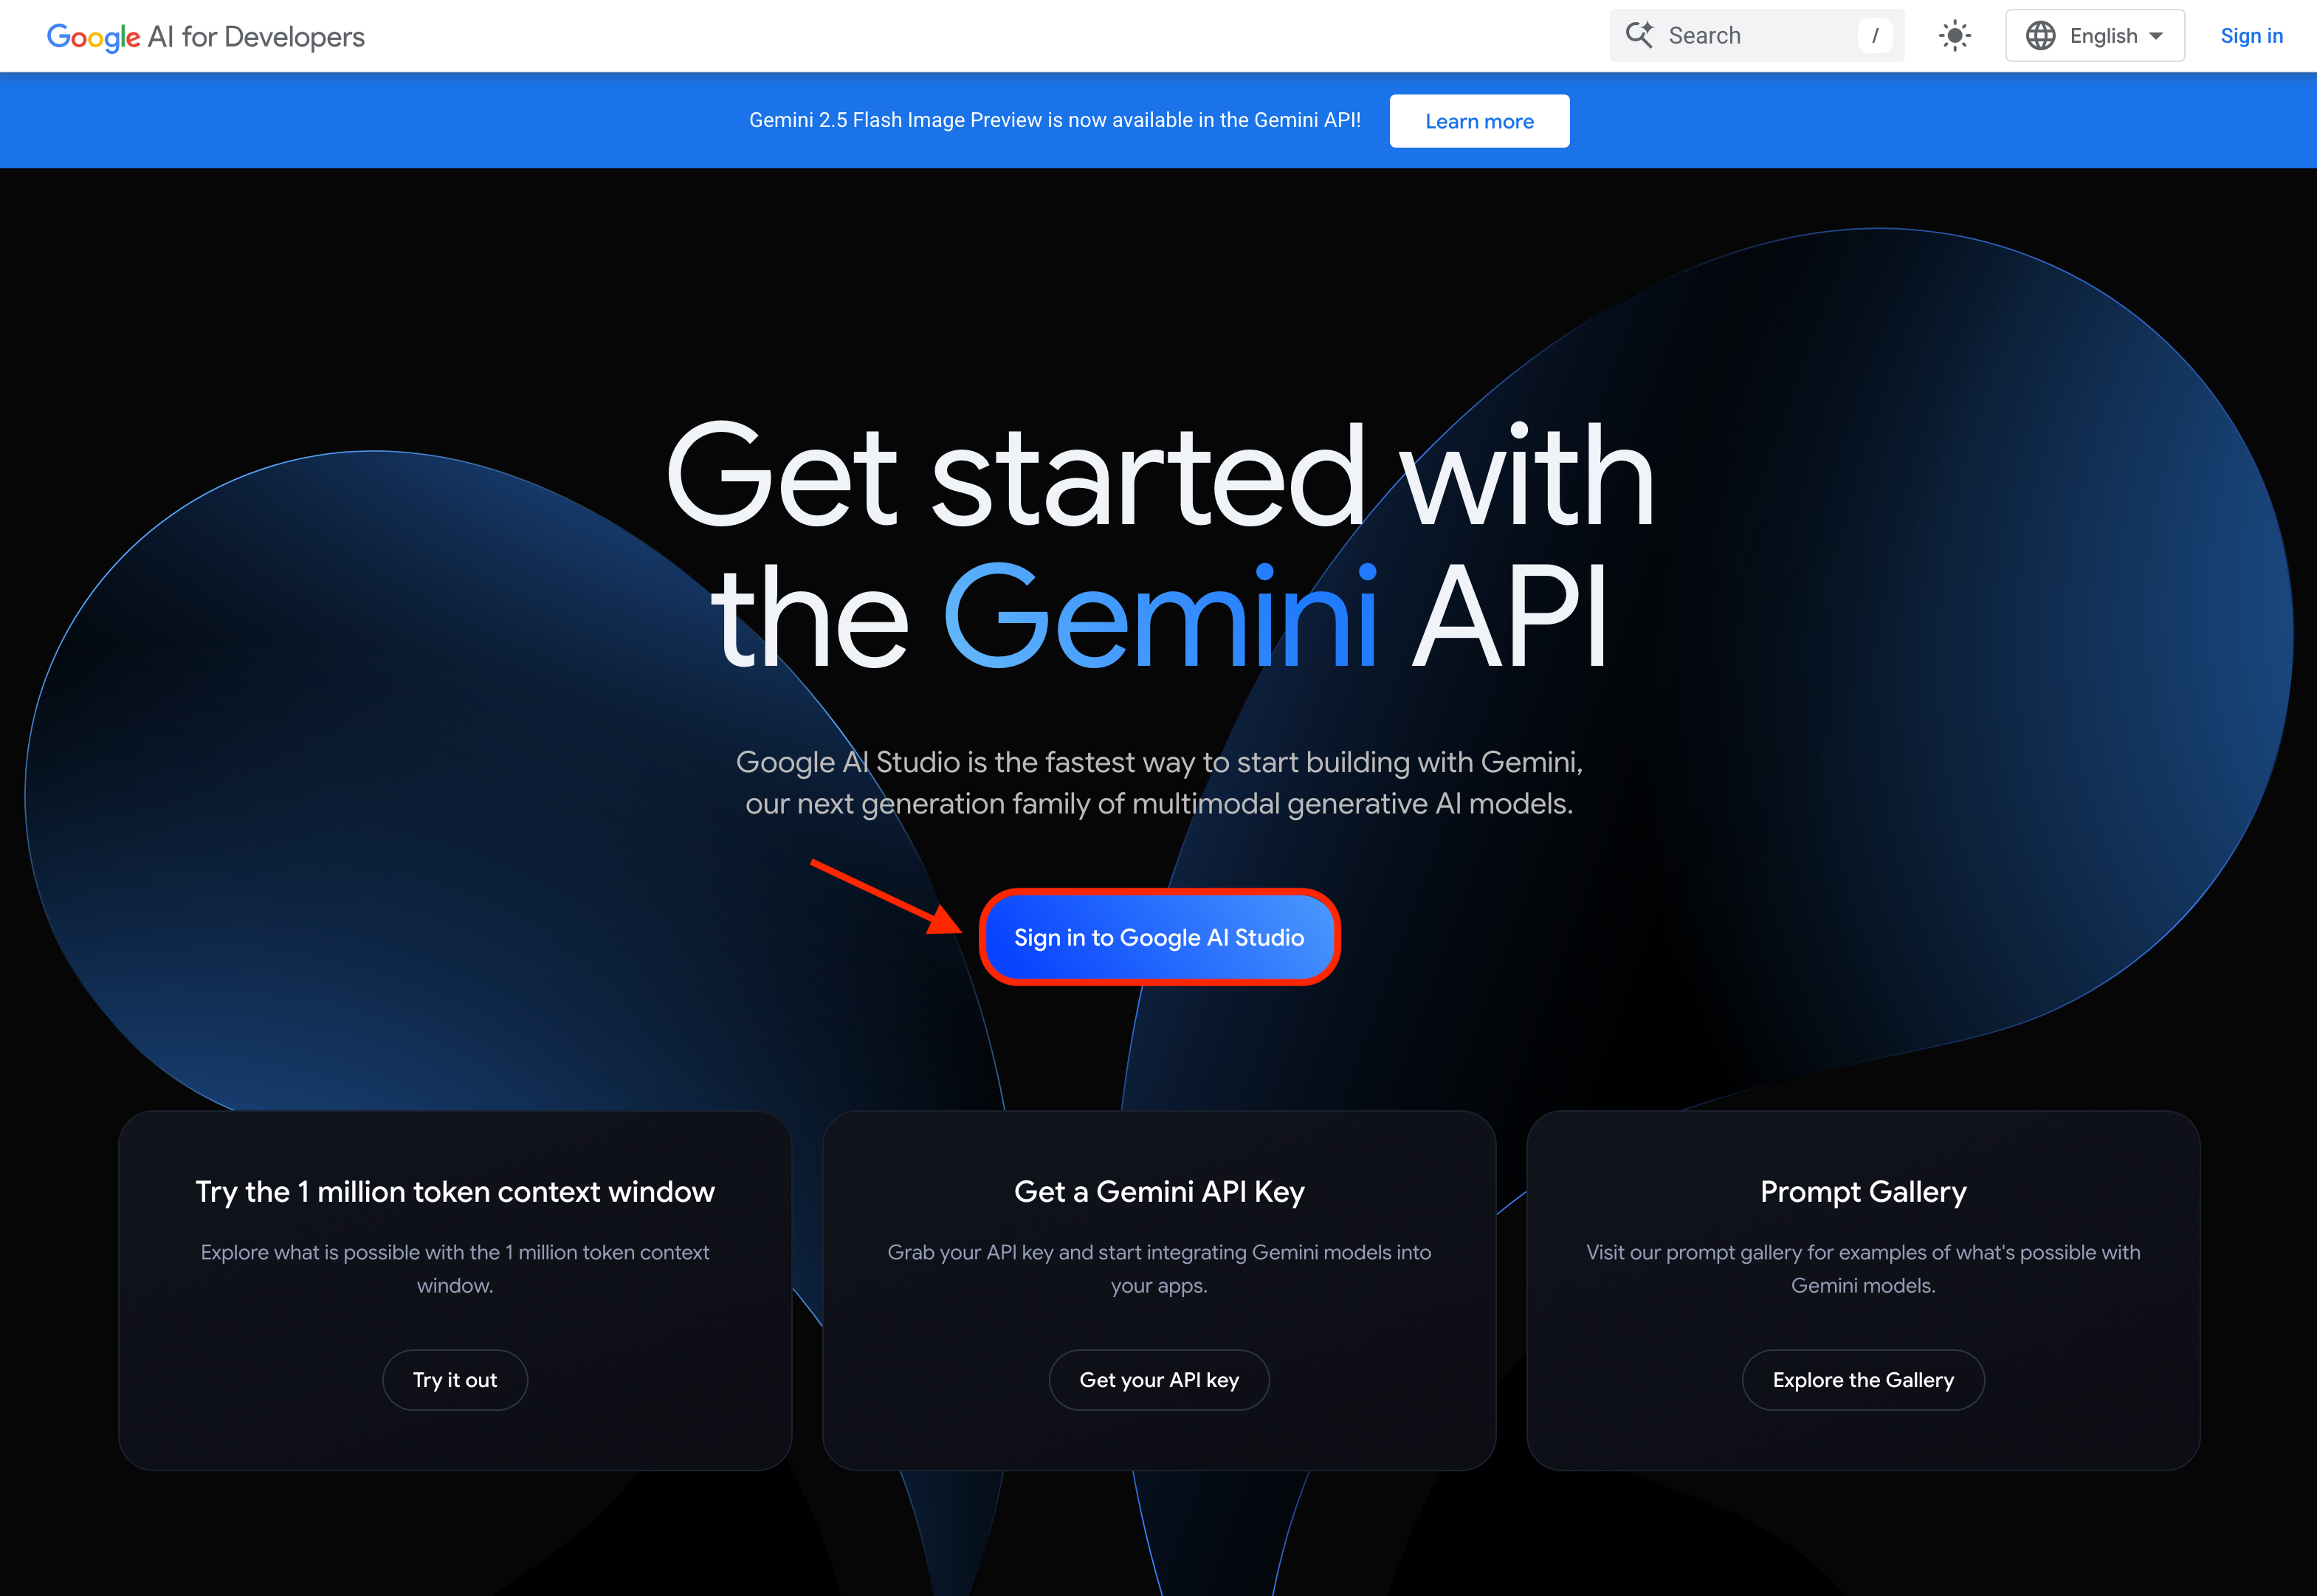 Google AI for Developers
Search
/
English
Sign in
Gemini 2.5 Flash Image Preview is now available in the Gemini API!
Learn more
Get started with
the Gemini API
Google AI Studio is the fastest way to start building with Gemini,
our next generation family of multimodal generative AI models.
Sign in to Google AI Studio
Try the 1 million token context window
Explore what is possible with the 1 million token context
window.
Try it out
Get a Gemini API Key
Grab your API key and start integrating Gemini models into
your apps.
Get your API key
Prompt Gallery
Visit our prompt gallery for examples of what's possible with
Gemini models.
Explore the Gallery